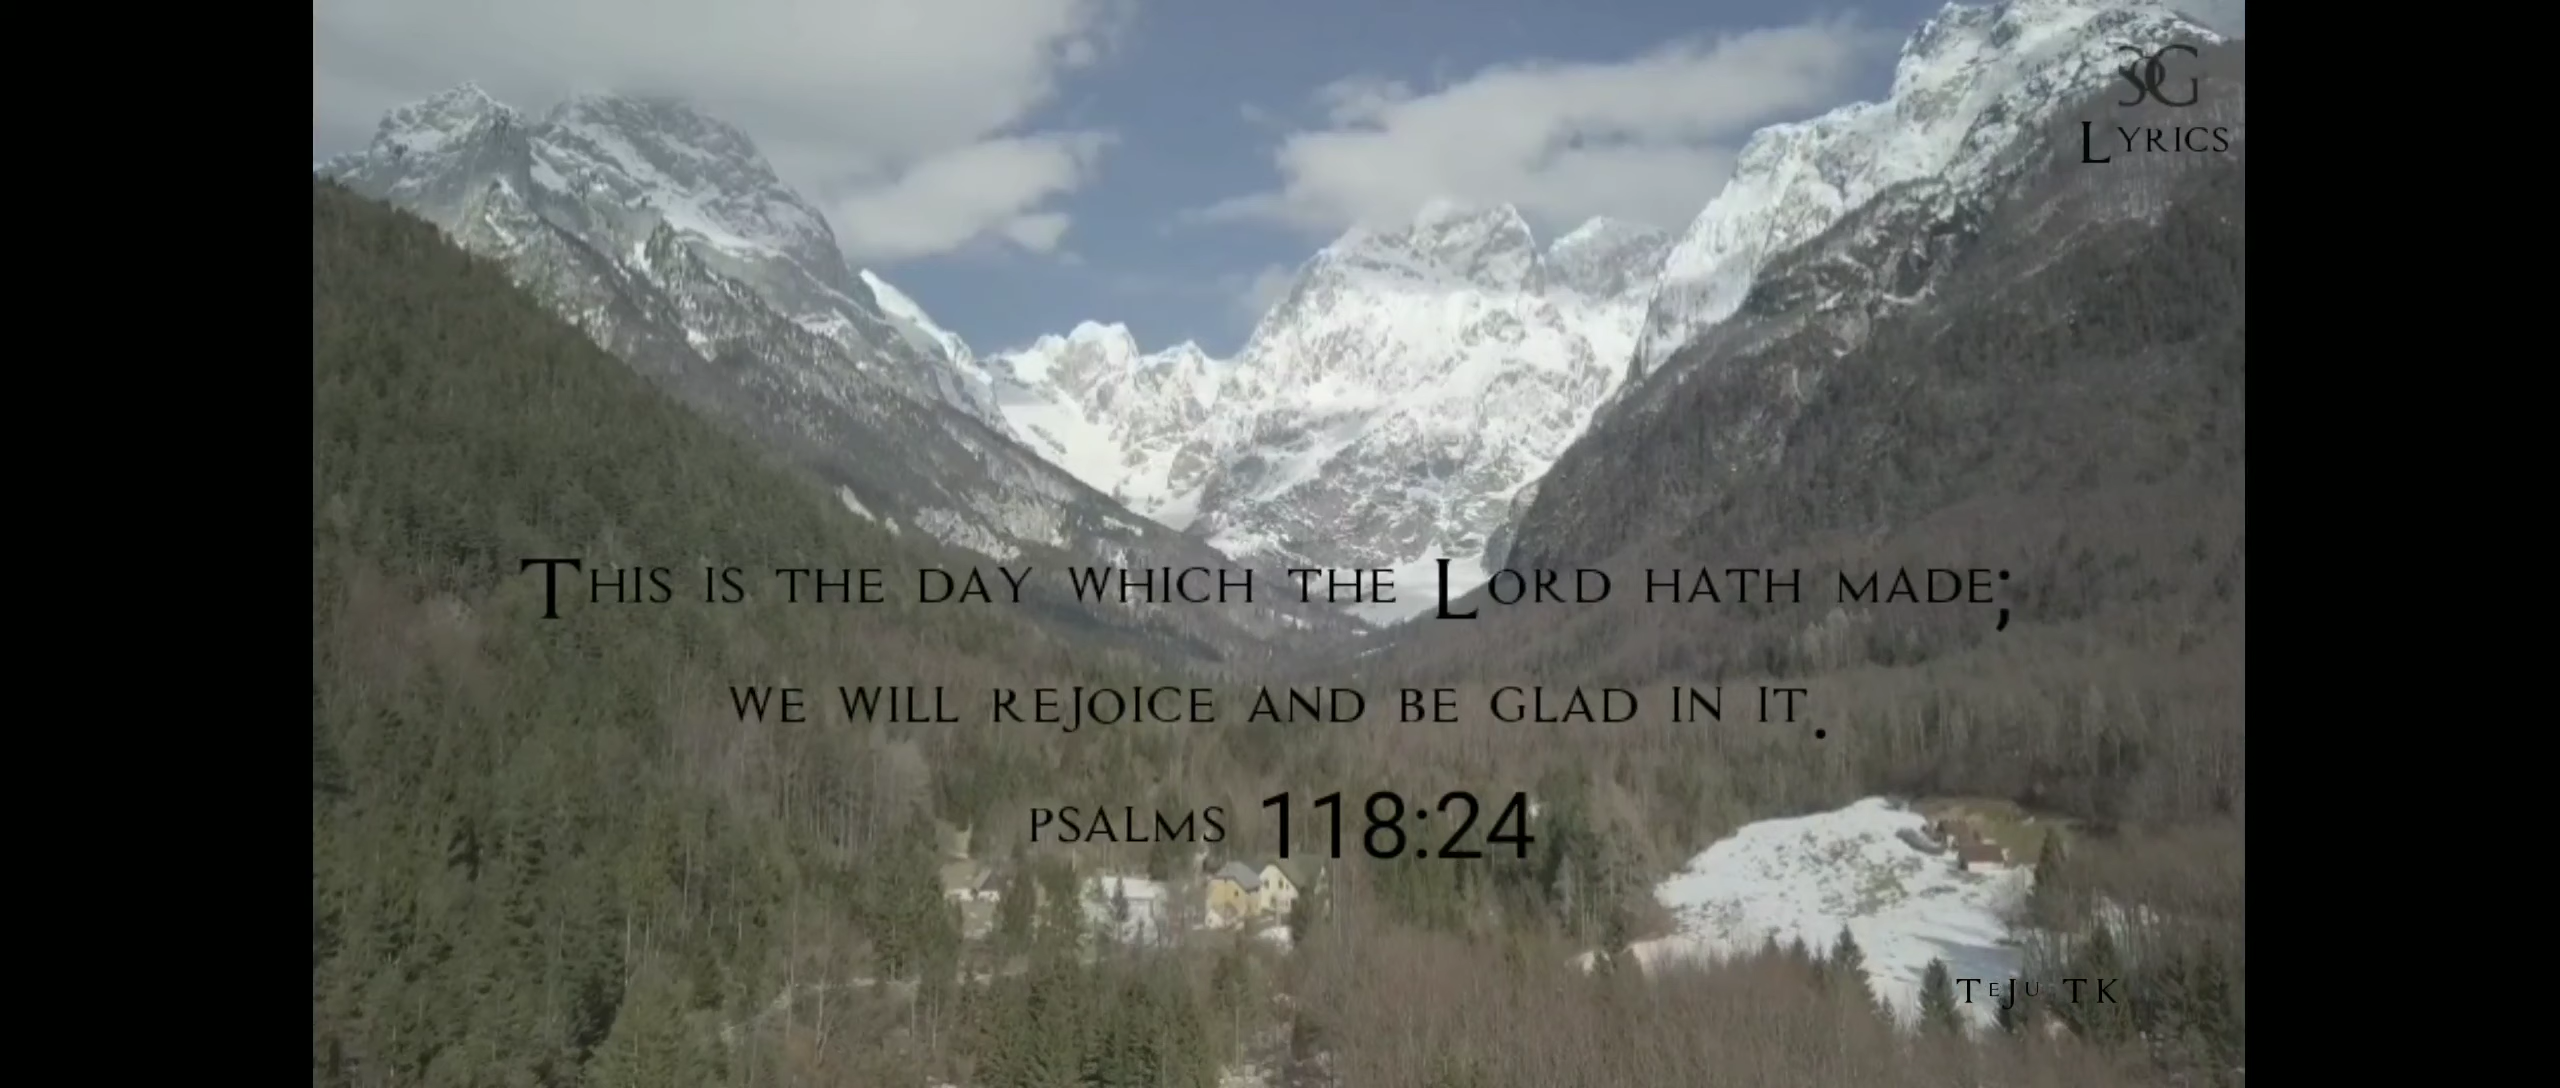 SOG
Lyrics
This is the day which the Lord hath made;
we will rejoice and be glad in it.
psalms 118:24
TeJu TK